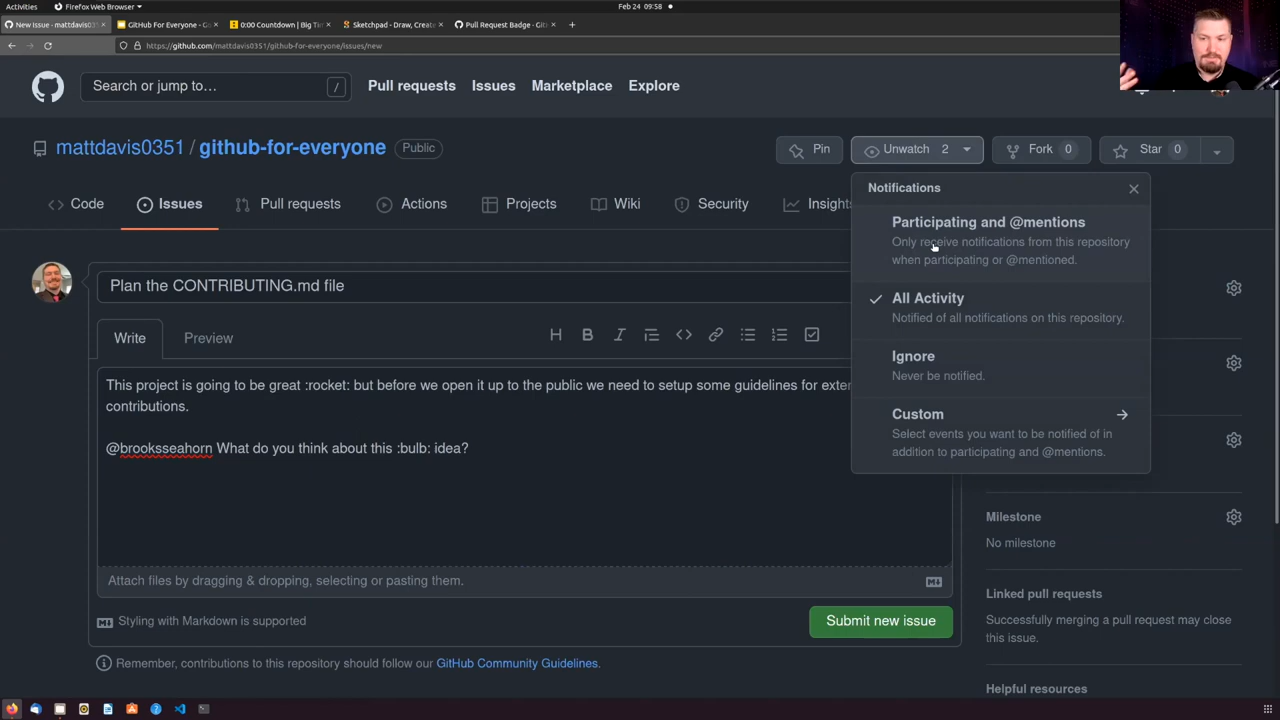 Activities
Firefox Web Browser
Feb 24 09:58
New Issue - mattdavis03
GitHub For Everyone - Go
0:00 Countdown | Big Ti
Sketchpad - Draw, Create
Pull Request Badge - Git
https://github.com/mattdavis0351/github-for-everyone/issues/new
Search or jump to… /
Pull requests
Issues
Marketplace
Explore
mattdavis0351 / github-for-everyone
Public
Pin
Unwatch 2
Fork 0
Star 0
Code
Issues
Pull requests
Actions
Projects
Wiki
Security
Insights
Notifications
Participating and @mentions
Only receive notifications from this repository
when participating or @mentioned.
All Activity
Notified of all notifications on this repository.
Ignore
Never be notified.
Custom
Select events you want to be notified of in
addition to participating and @mentions.
Plan the CONTRIBUTING.md file
Write
Preview
H B I
This project is going to be great :rocket: but before we open it up to the public we need to setup some guidelines for exter
contributions.
@brooksseahorn What do you think about this :bulb: idea?
Attach files by dragging & dropping, selecting or pasting them.
Styling with Markdown is supported
Submit new issue
Remember, contributions to this repository should follow our GitHub Community Guidelines.
Milestone
No milestone
Linked pull requests
Successfully merging a pull request may close
this issue.
Helpful resources